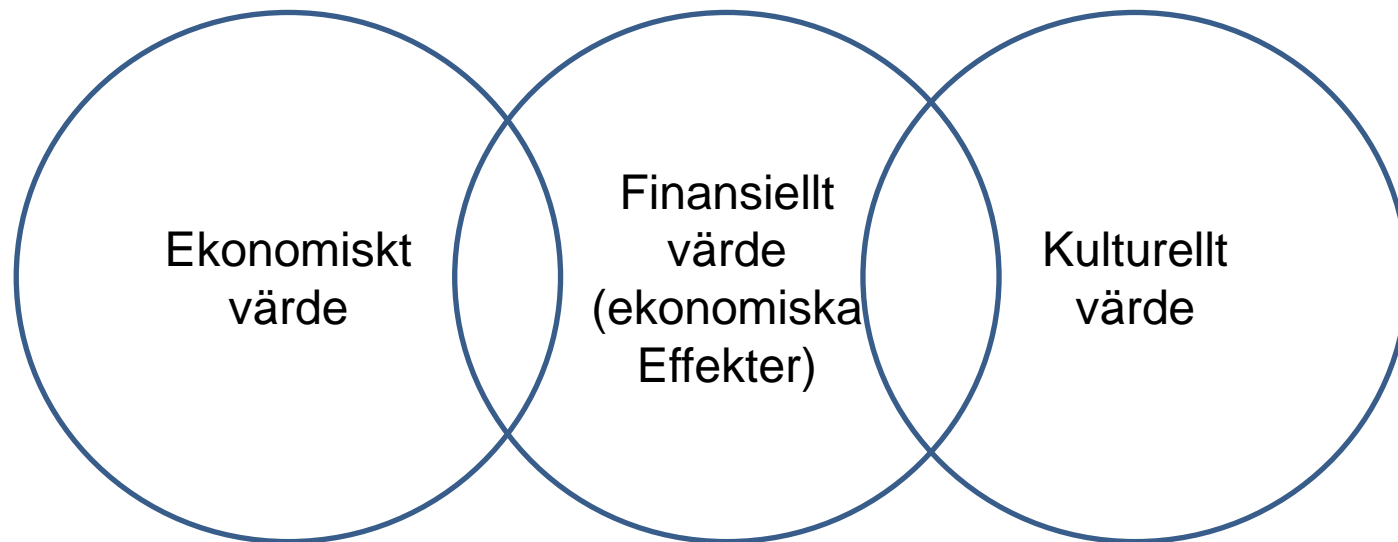 Ekonomiskt
värde
Finansiellt
värde
(ekonomiska
Effekter)
Kulturellt
värde